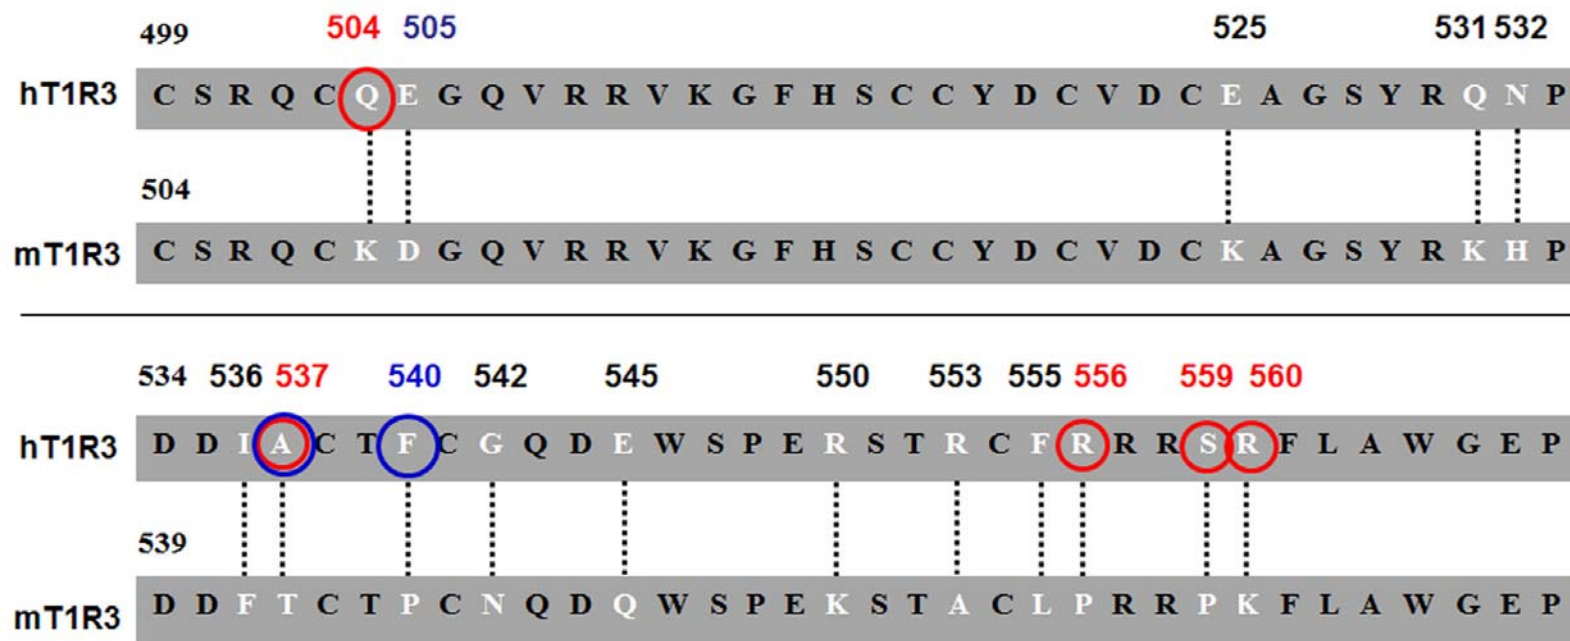 499 504 505 525 531 532
hT1R3 C S R Q C Q E G Q V R R V K G F H S C C Y D C V D C E A G S Y R Q N P
504
mT1R3 C S R Q C K D G Q V R R V K G F H S C C Y D C V D C K A G S Y R K H P
534 536 537 540 542 545 550 553 555 556 559 560
hT1R3 D D I A C T F C G Q D E W S P E R S T R C F R R R S R F L A W G E P
539
mT1R3 D D F T C T P C N Q D Q W S P E K S T A C L P R R P K F L A W G E P